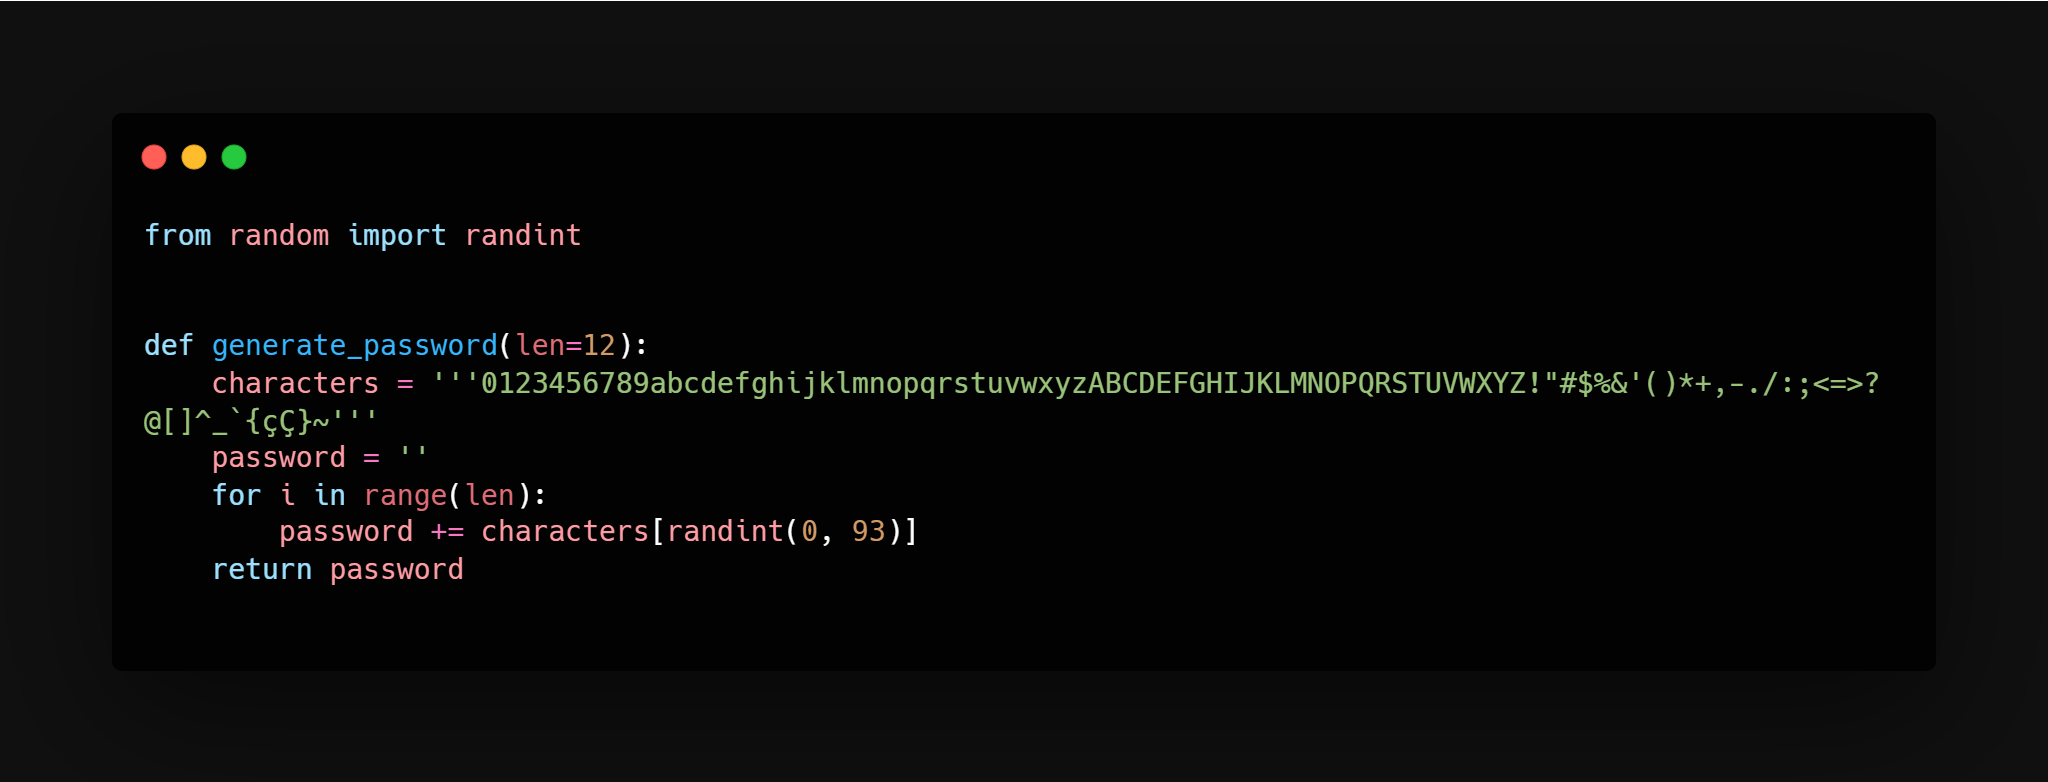 from random import randint
def generate_password(len=12):
    characters = '''0123456789abcdefghijklmnopqrstuvwxyzABCDEFGHIJKLMNOPQRSTUVWXYZ!"#$%&'()*+,-./:;<=>?
@[]^_`{çÇ}~'''
    password = ''
    for i in range(len):
        password += characters[randint(0, 93)]
    return password